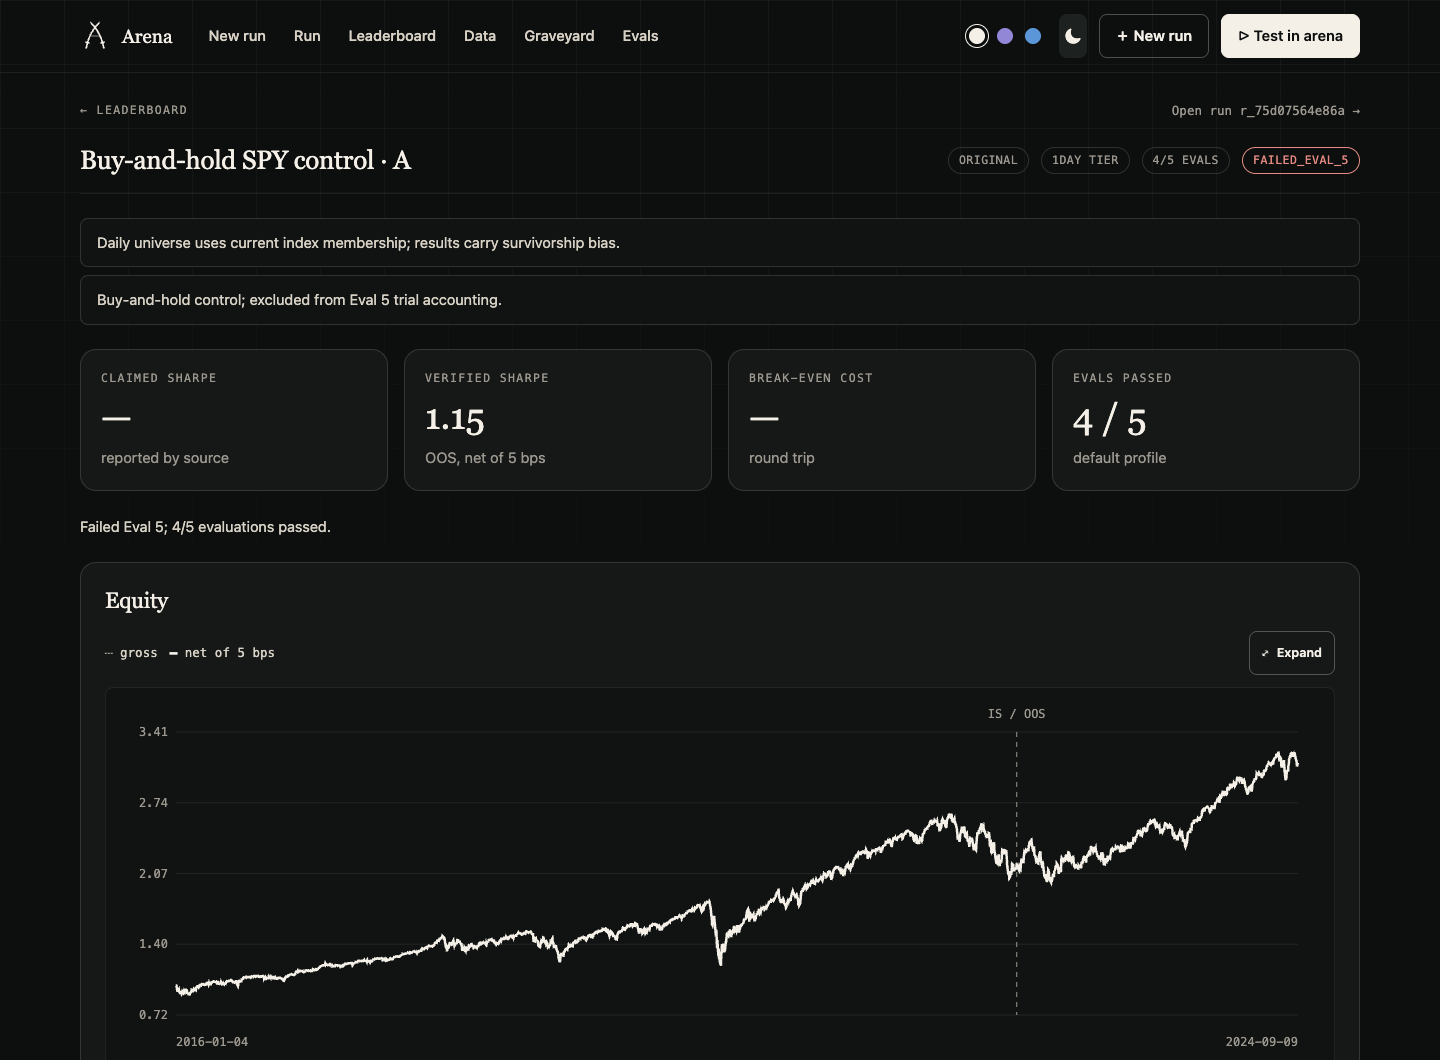 Arena
New run
Run
Leaderboard
Data
Graveyard
Evals
+ New run
Test in arena
← LEADERBOARD
Open run r_75d07564e86a →
Buy-and-hold SPY control · A
ORIGINAL
1DAY TIER
4/5 EVALS
FAILED_EVAL_5
Daily universe uses current index membership; results carry survivorship bias.
Buy-and-hold control; excluded from Eval 5 trial accounting.
CLAIMED SHARPE
—
reported by source
VERIFIED SHARPE
1.15
OOS, net of 5 bps
BREAK-EVEN COST
—
round trip
EVALS PASSED
4 / 5
default profile
Failed Eval 5; 4/5 evaluations passed.
Equity
gross
net of 5 bps
Expand
IS / OOS
3.41
2.74
2.07
1.40
0.72
2016-01-04
2024-09-09